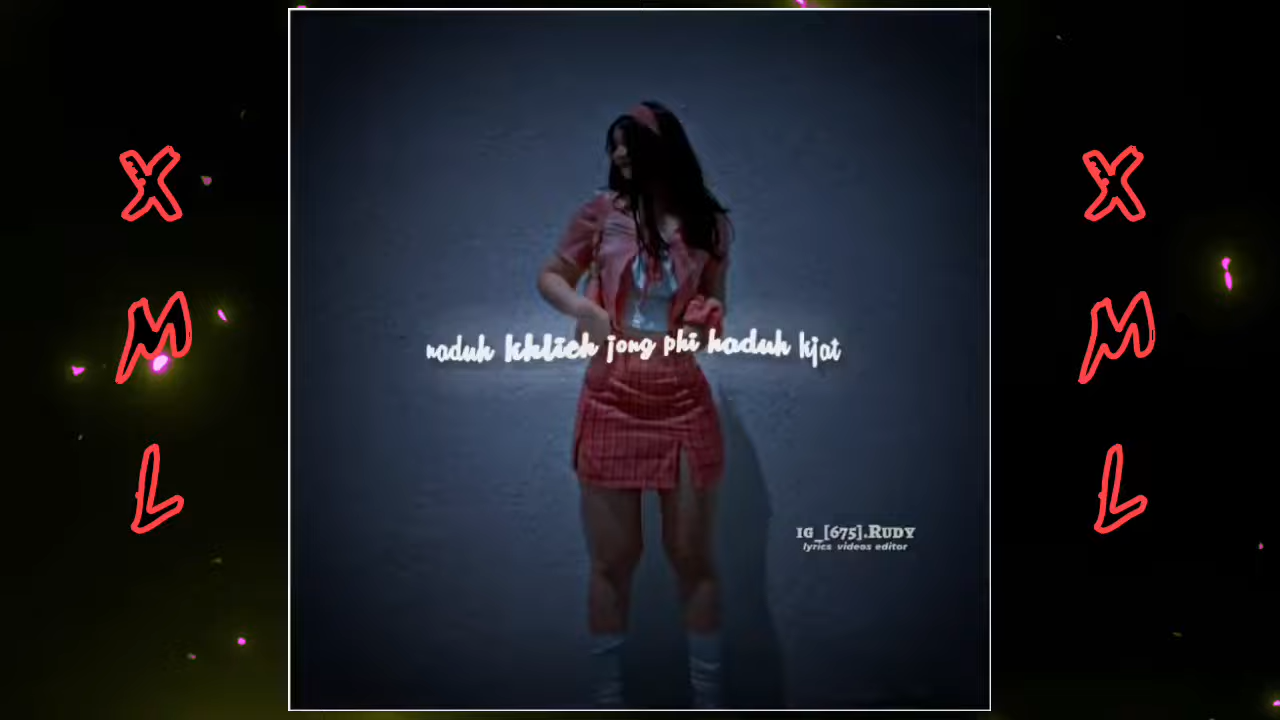 X
M
L
naduh khlieh jong phi haduh kjat
IG_[675].RUDY
lyrics videos editor
X
M
L